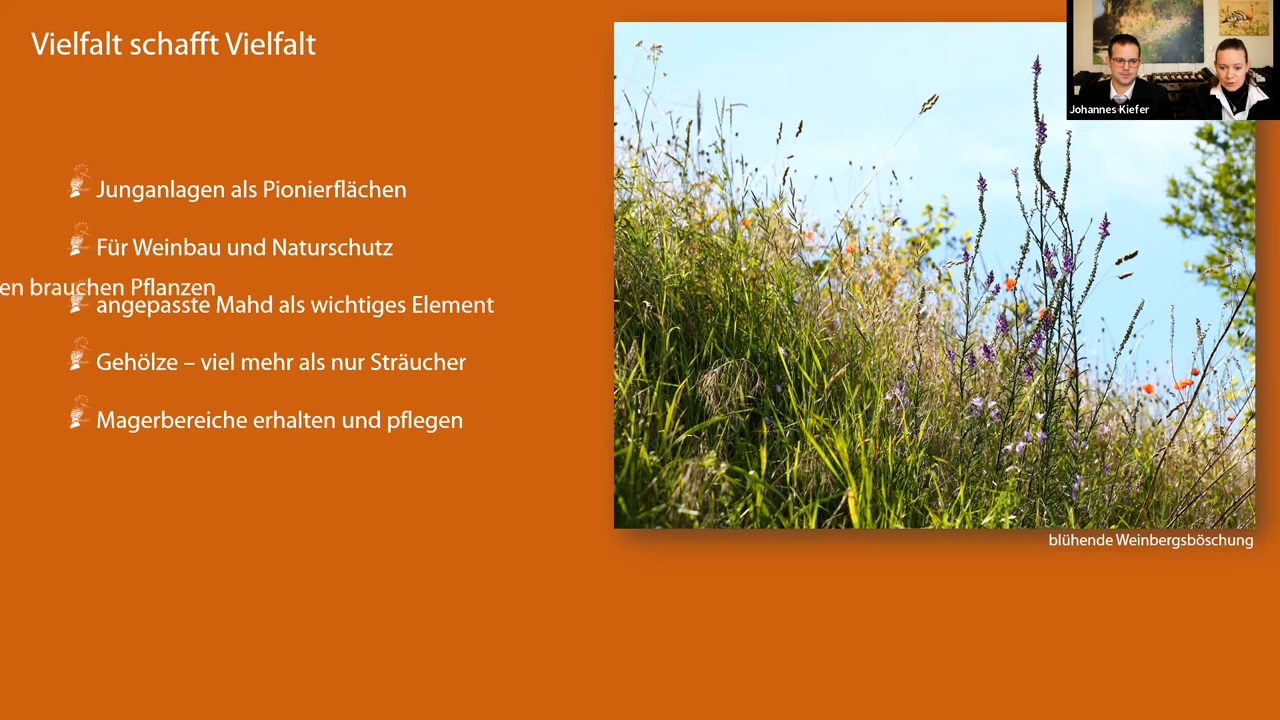 Vielfalt schafft Vielfalt
Johannes Kiefer
Junganlagen als Pionierflächen
Für Weinbau und Naturschutz
en brauchen Pflanzen
angepasste Mahd als wichtiges Element
Gehölze – viel mehr als nur Sträucher
Magerbereiche erhalten und pflegen
blühende Weinbergsböschung